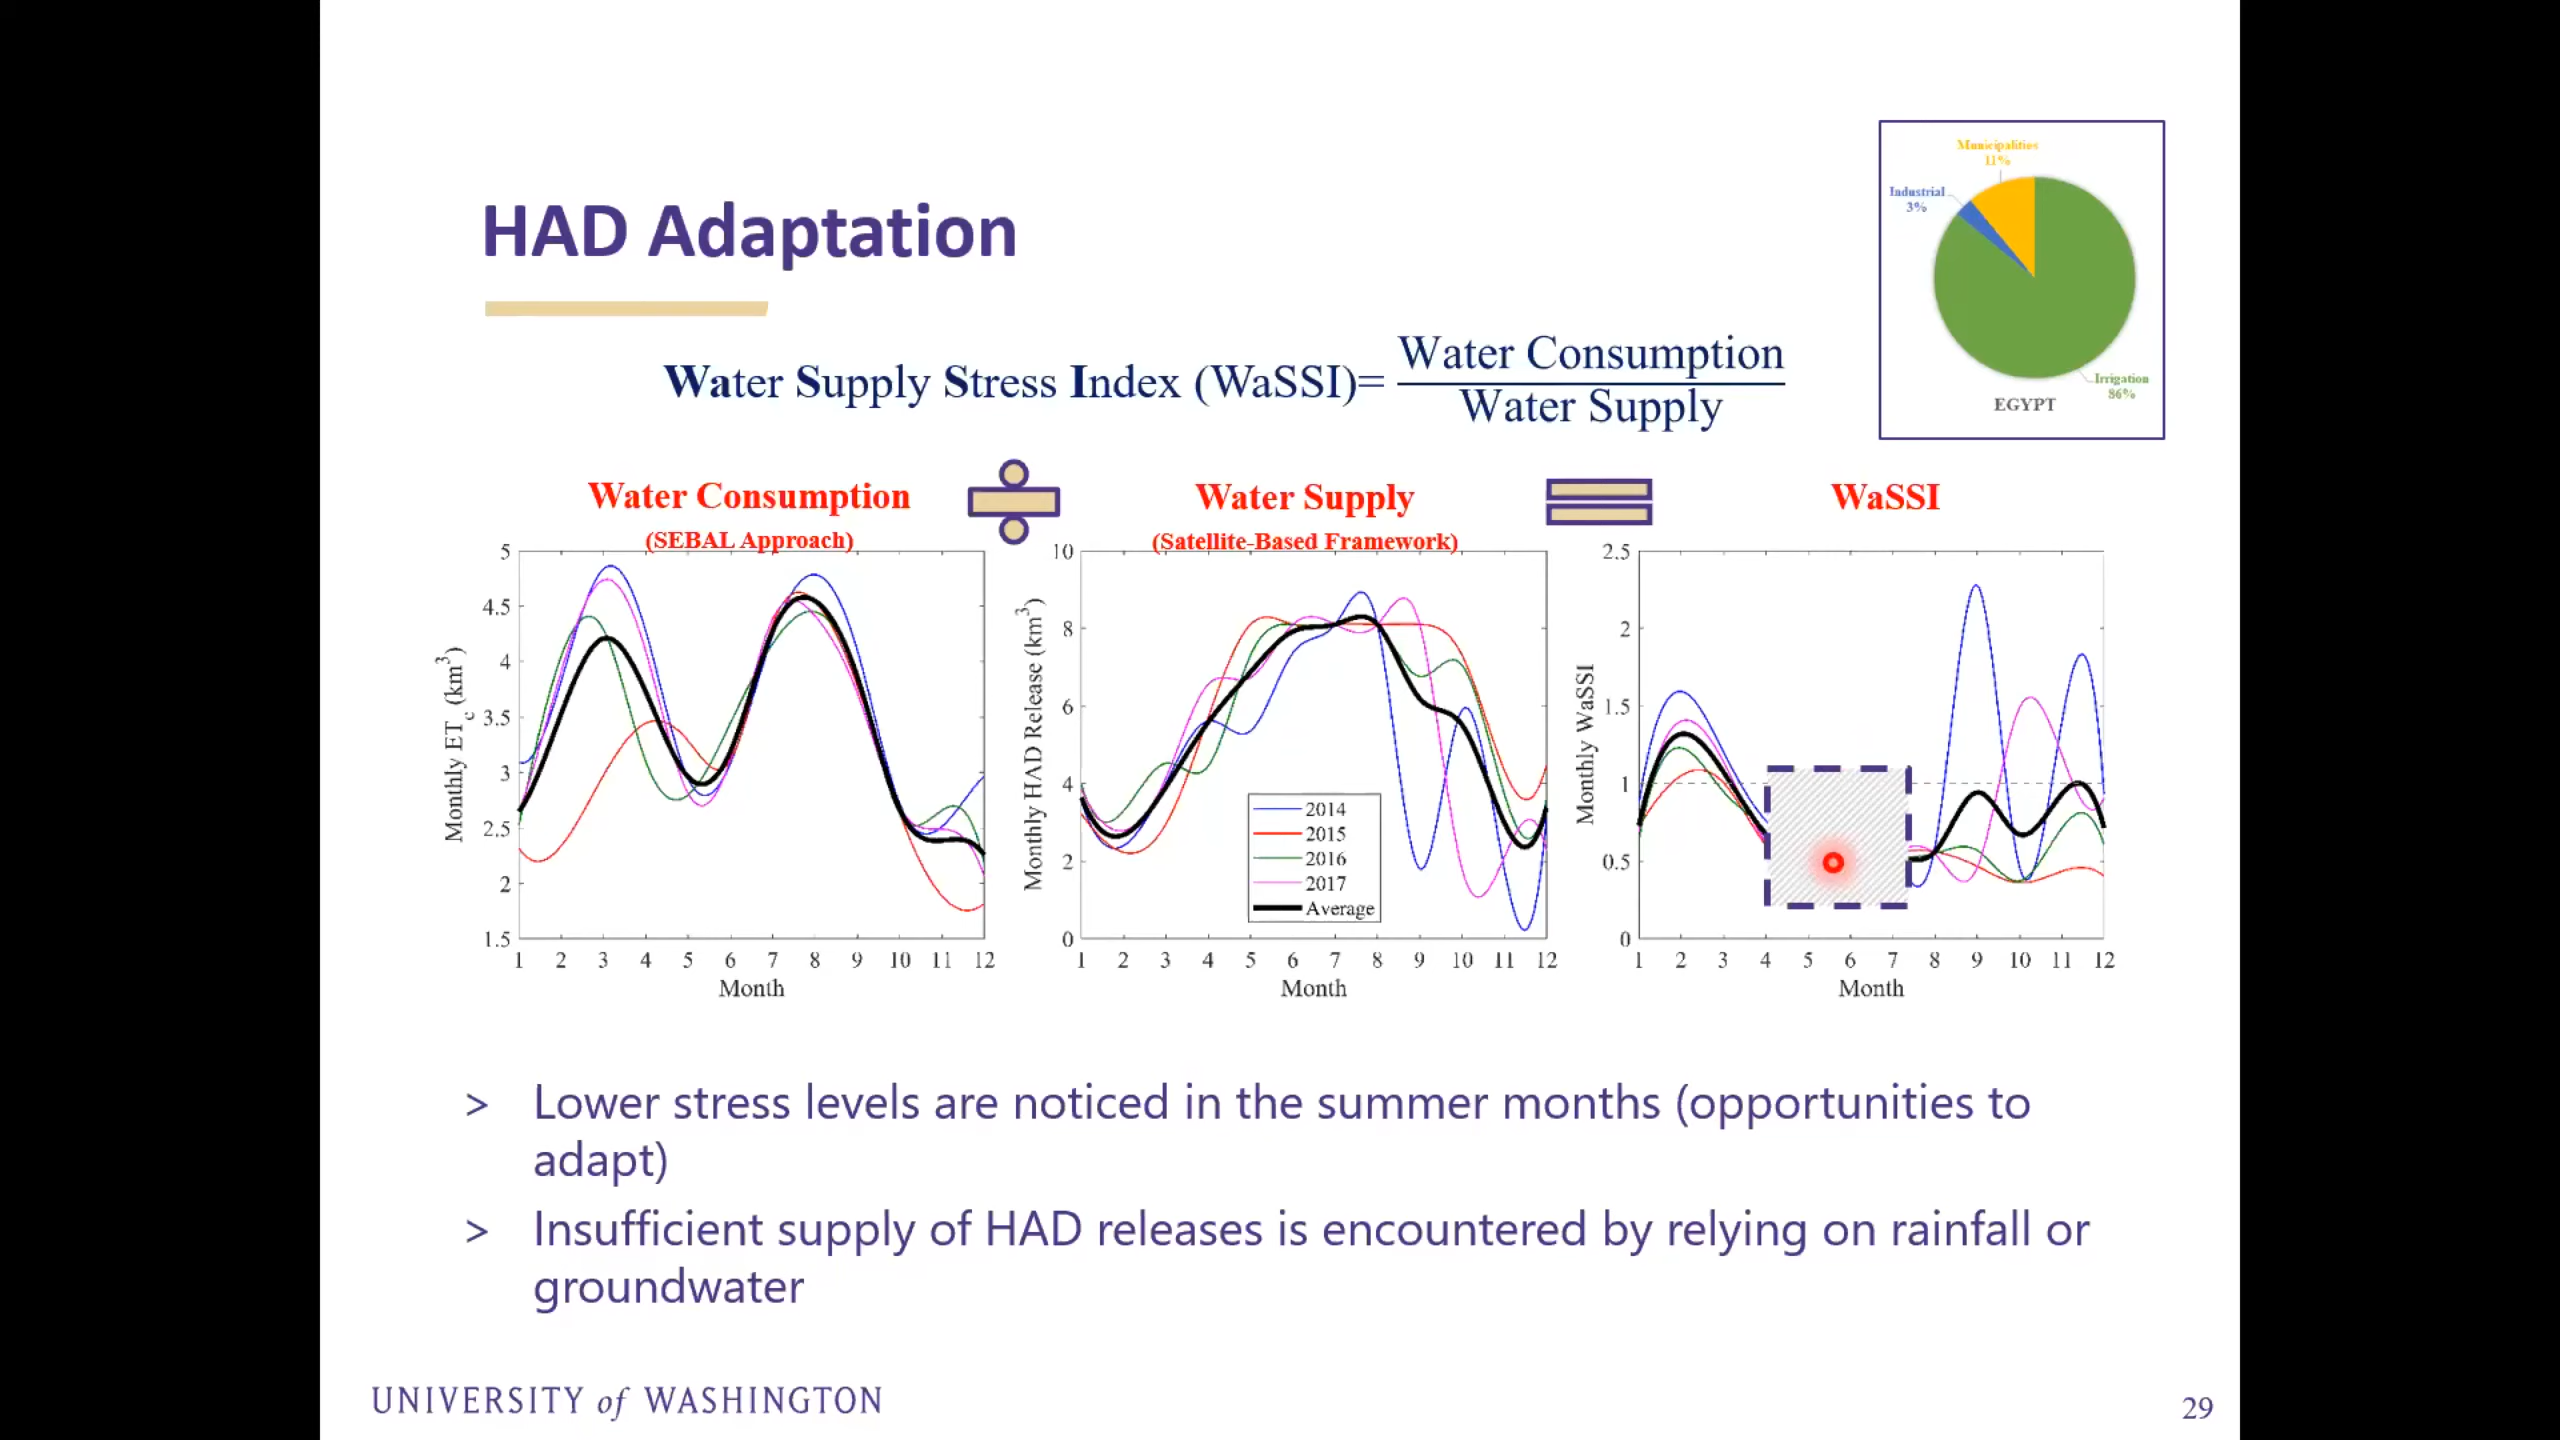 HAD Adaptation
Municipalities
11%
Industrial
3%
Irrigation
86%
EGYPT
Water Supply Stress Index (WaSSI)= Water Consumption
Water Supply
Water Consumption
(SEBAL Approach)
Water Supply
(Satellite-Based Framework)
WaSSI
5
4.5
4
3.5
3
2.5
2
1.5
Monthly ETc (km3)
1 2 3 4 5 6 7 8 9 10 11 12
Month
10
8
6
4
2
0
Monthly HAD Release (km3)
2014
2015
2016
2017
Average
1 2 3 4 5 6 7 8 9 10 11 12
Month
2.5
2
1.5
1
0.5
0
Monthly WaSSI
1 2 3 4 5 6 7 8 9 10 11 12
Month
> Lower stress levels are noticed in the summer months (opportunities to
adapt)
> Insufficient supply of HAD releases is encountered by relying on rainfall or
groundwater
UNIVERSITY of WASHINGTON
29